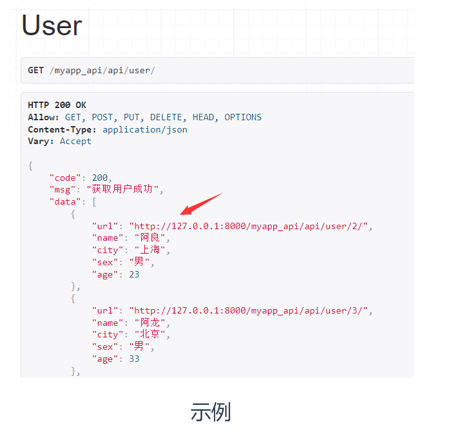 User
GET /myapp_api/api/user/
HTTP 200 OK
Allow: GET, POST, PUT, DELETE, HEAD, OPTIONS
Content-Type: application/json
Vary: Accept
{
"code": 200,
"msg": "获取用户成功",
"data": [
{
"url": "http://127.0.0.1:8000/myapp_api/api/user/2/",
"name": "阿良",
"city": "上海",
"sex": "男",
"age": 23
},
{
"url": "http://127.0.0.1:8000/myapp_api/api/user/3/",
"name": "阿龙",
"city": "北京",
"sex": "男",
"age": 33
},
示例